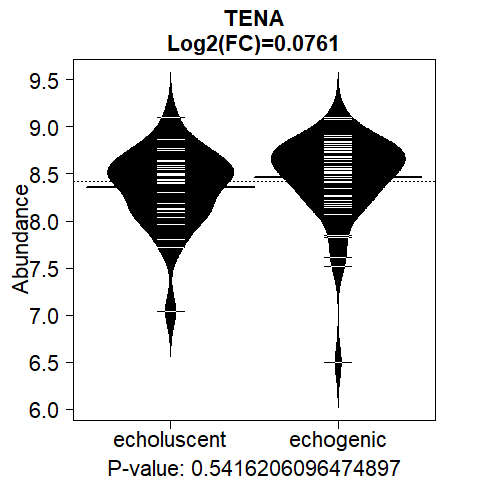 TENA
Log2(FC)=0.0761
Abundance
9.5
9.0
8.5
8.0
7.5
7.0
6.5
6.0
echoluscent echogenic
P-value: 0.5416206096474897